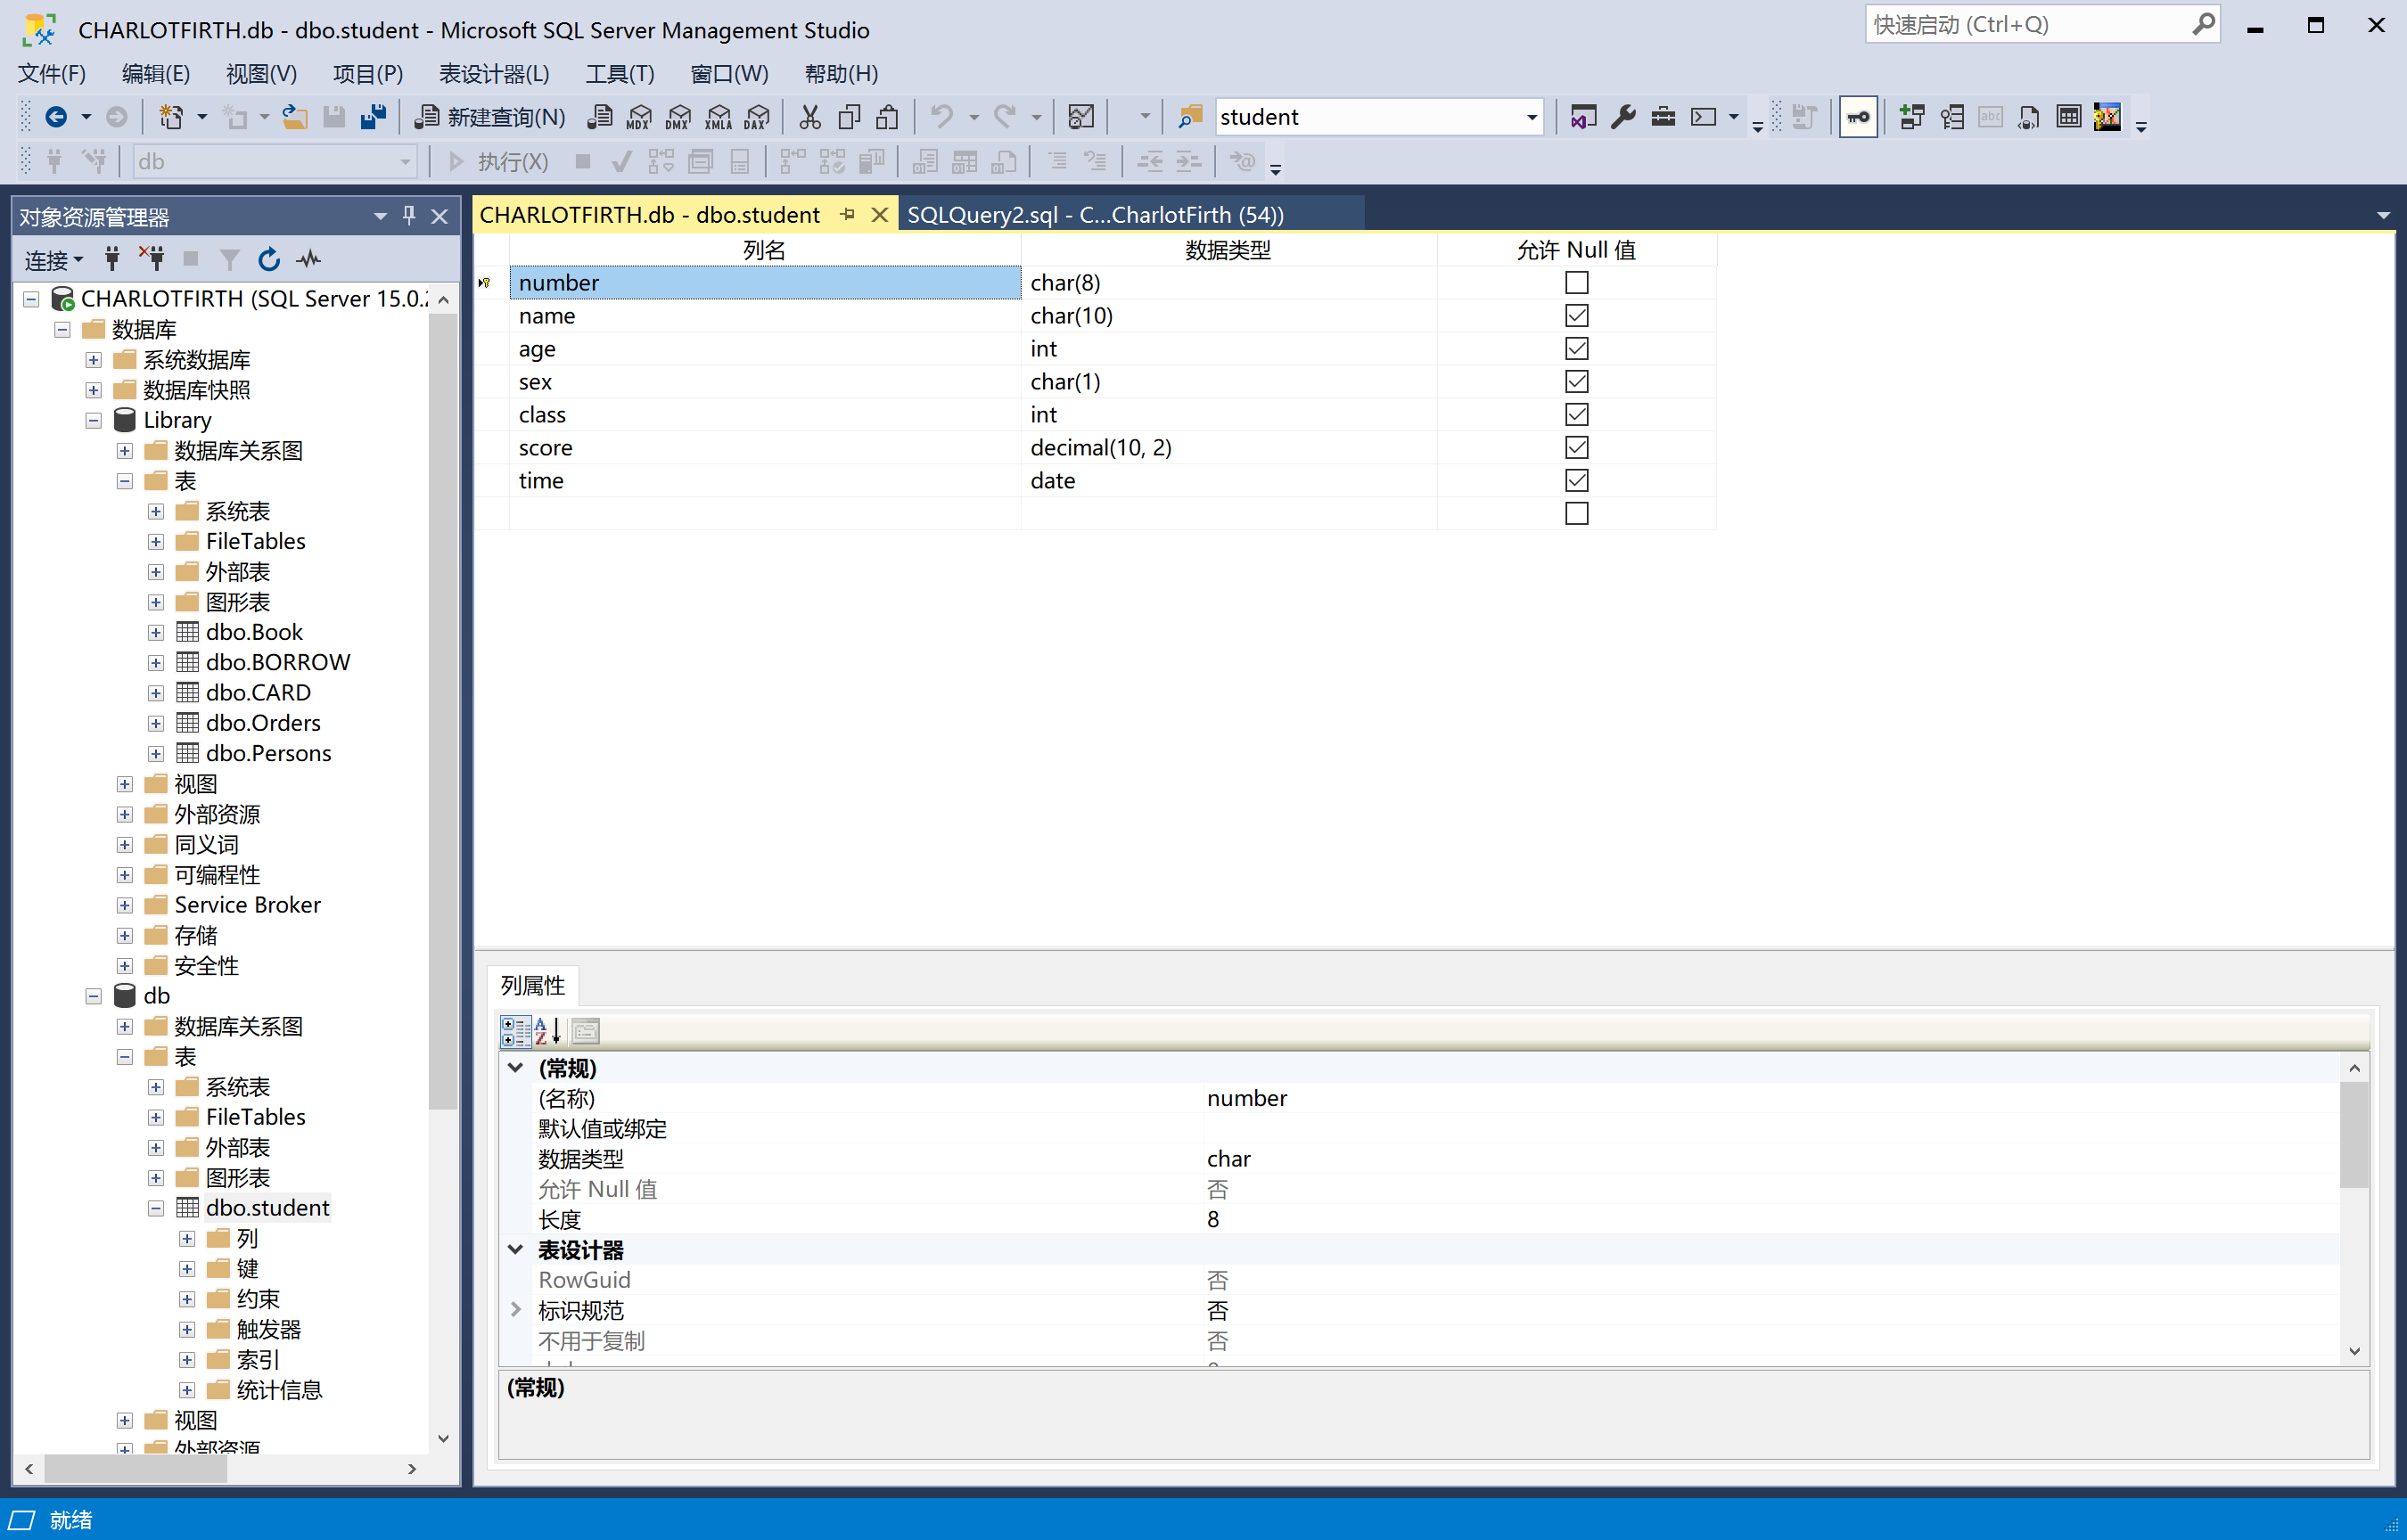 CHARLOTFIRTH.db - dbo.student - Microsoft SQL Server Management Studio
快速启动 (Ctrl+Q)
文件(F) 编辑(E) 视图(V) 项目(P) 表设计器(L) 工具(T) 窗口(W) 帮助(H)
新建查询(N) MDX DMX XMLA DAX student abc
db 执行(X)
对象资源管理器
连接
CHARLOTFIRTH (SQL Server 15.0.
数据库
系统数据库
数据库快照
Library
数据库关系图
表
系统表
FileTables
外部表
图形表
dbo.Book
dbo.BORROW
dbo.CARD
dbo.Orders
dbo.Persons
视图
外部资源
同义词
可编程性
Service Broker
存储
安全性
db
数据库关系图
表
系统表
FileTables
外部表
图形表
dbo.student
列
键
约束
触发器
索引
统计信息
视图
外部资源
CHARLOTFIRTH.db - dbo.student SQLQuery2.sql - C...CharlotFirth (54))
列名 数据类型 允许 Null 值
number char(8)
name char(10)
age int
sex char(1)
class int
score decimal(10, 2)
time date
列属性
(常规)
(名称) number
默认值或绑定
数据类型 char
允许 Null 值 否
长度 8
表设计器
RowGuid 否
标识规范 否
不用于复制 否
(常规)
就绪